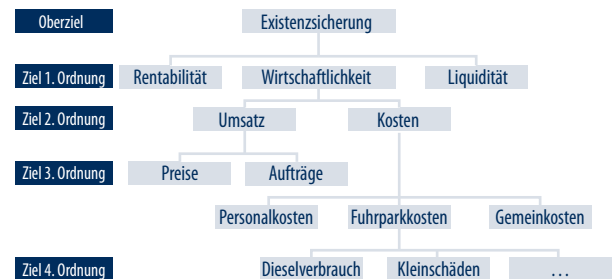 Oberziel Existenzsicherung
Ziel 1. Ordnung Rentabilität Wirtschaftlichkeit Liquidität
Ziel 2. Ordnung Umsatz Kosten
Ziel 3. Ordnung Preise Aufträge
Personalkosten Fuhrparkkosten Gemeinkosten
Ziel 4. Ordnung Dieselverbrauch Kleinschäden ...